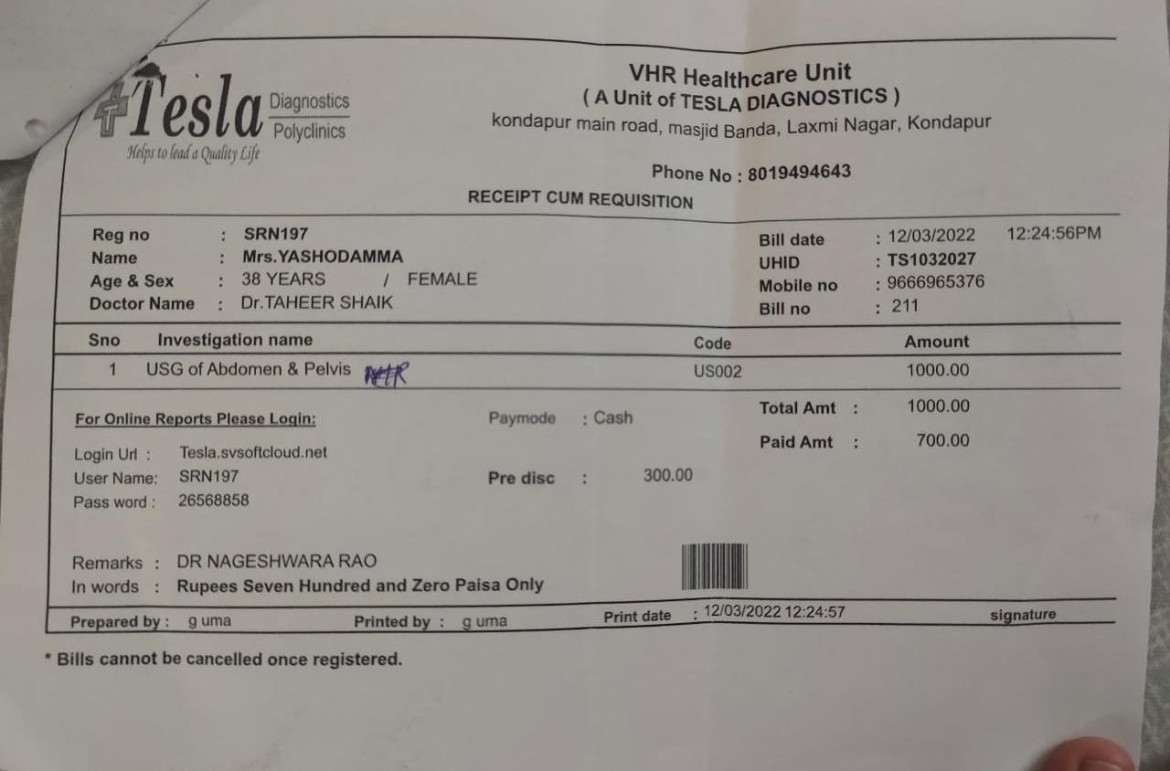 Tesla Diagnostics Polyclinics
Helps to lead a Quality Life
VHR Healthcare Unit
( A Unit of TESLA DIAGNOSTICS )
kondapur main road, masjid Banda, Laxmi Nagar, Kondapur
Phone No : 8019494643
RECEIPT CUM REQUISITION
Reg no : SRN197 Bill date : 12/03/2022 12:24:56PM
Name : Mrs.YASHODAMMA UHID : TS1032027
Age & Sex : 38 YEARS / FEMALE Mobile no : 9666965376
Doctor Name : Dr.TAHEER SHAIK Bill no : 211
Sno Investigation name Code Amount
1 USG of Abdomen & Pelvis US002 1000.00
For Online Reports Please Login: Paymode : Cash Total Amt : 1000.00
Paid Amt : 700.00
Login Url : Tesla.svsoftcloud.net
User Name: SRN197 Pre disc : 300.00
Pass word : 26568858
Remarks : DR NAGESHWARA RAO
In words : Rupees Seven Hundred and Zero Paisa Only
Prepared by : g uma Printed by : g uma Print date : 12/03/2022 12:24:57 signature
* Bills cannot be cancelled once registered.